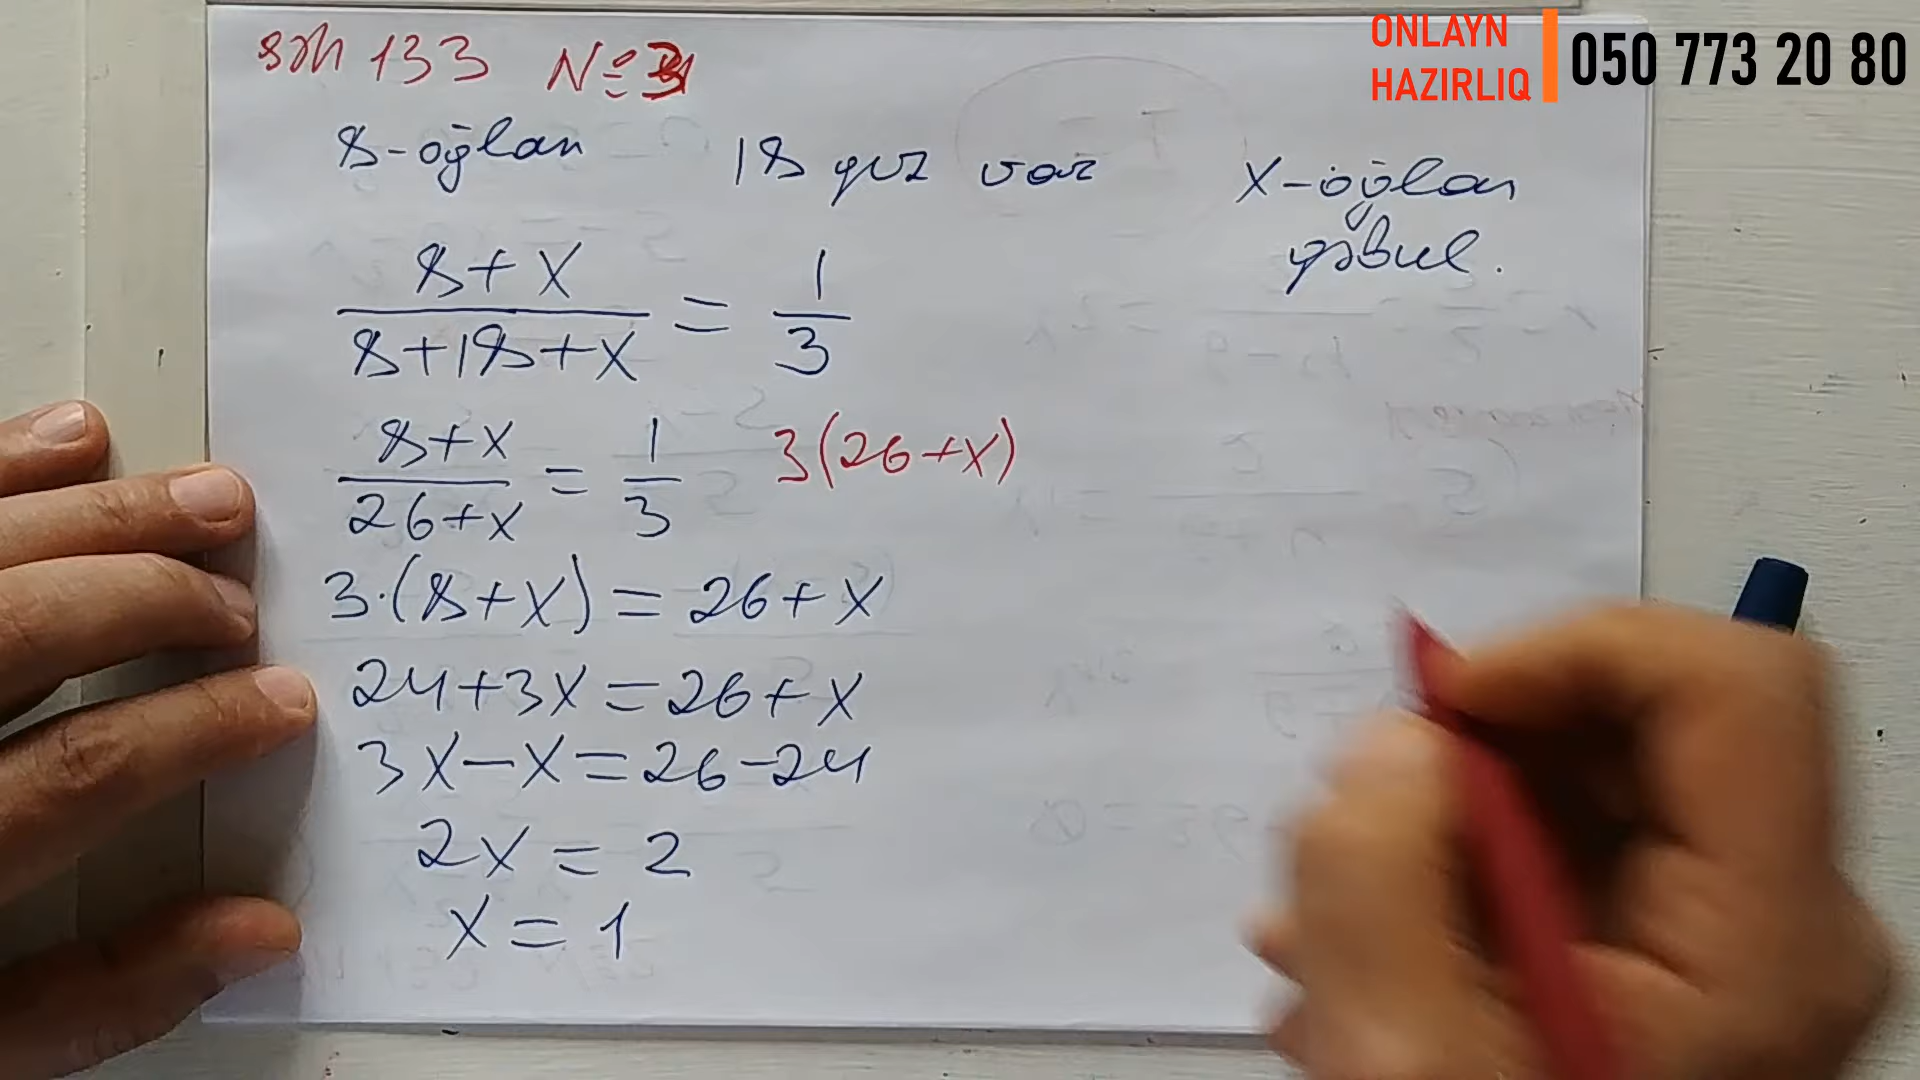 ONLAYN
HAZIRLIQ
050 773 20 80
səh 133 №
8-oğlan 18 qız var x-oğlan
qəbul.
8+x / 8+18+x = 1/3
8+x / 26+x = 1/3 3(26+x)
3·(8+x)=26+x
24+3x=26+x
3x-x=26-24
2x=2
x=1